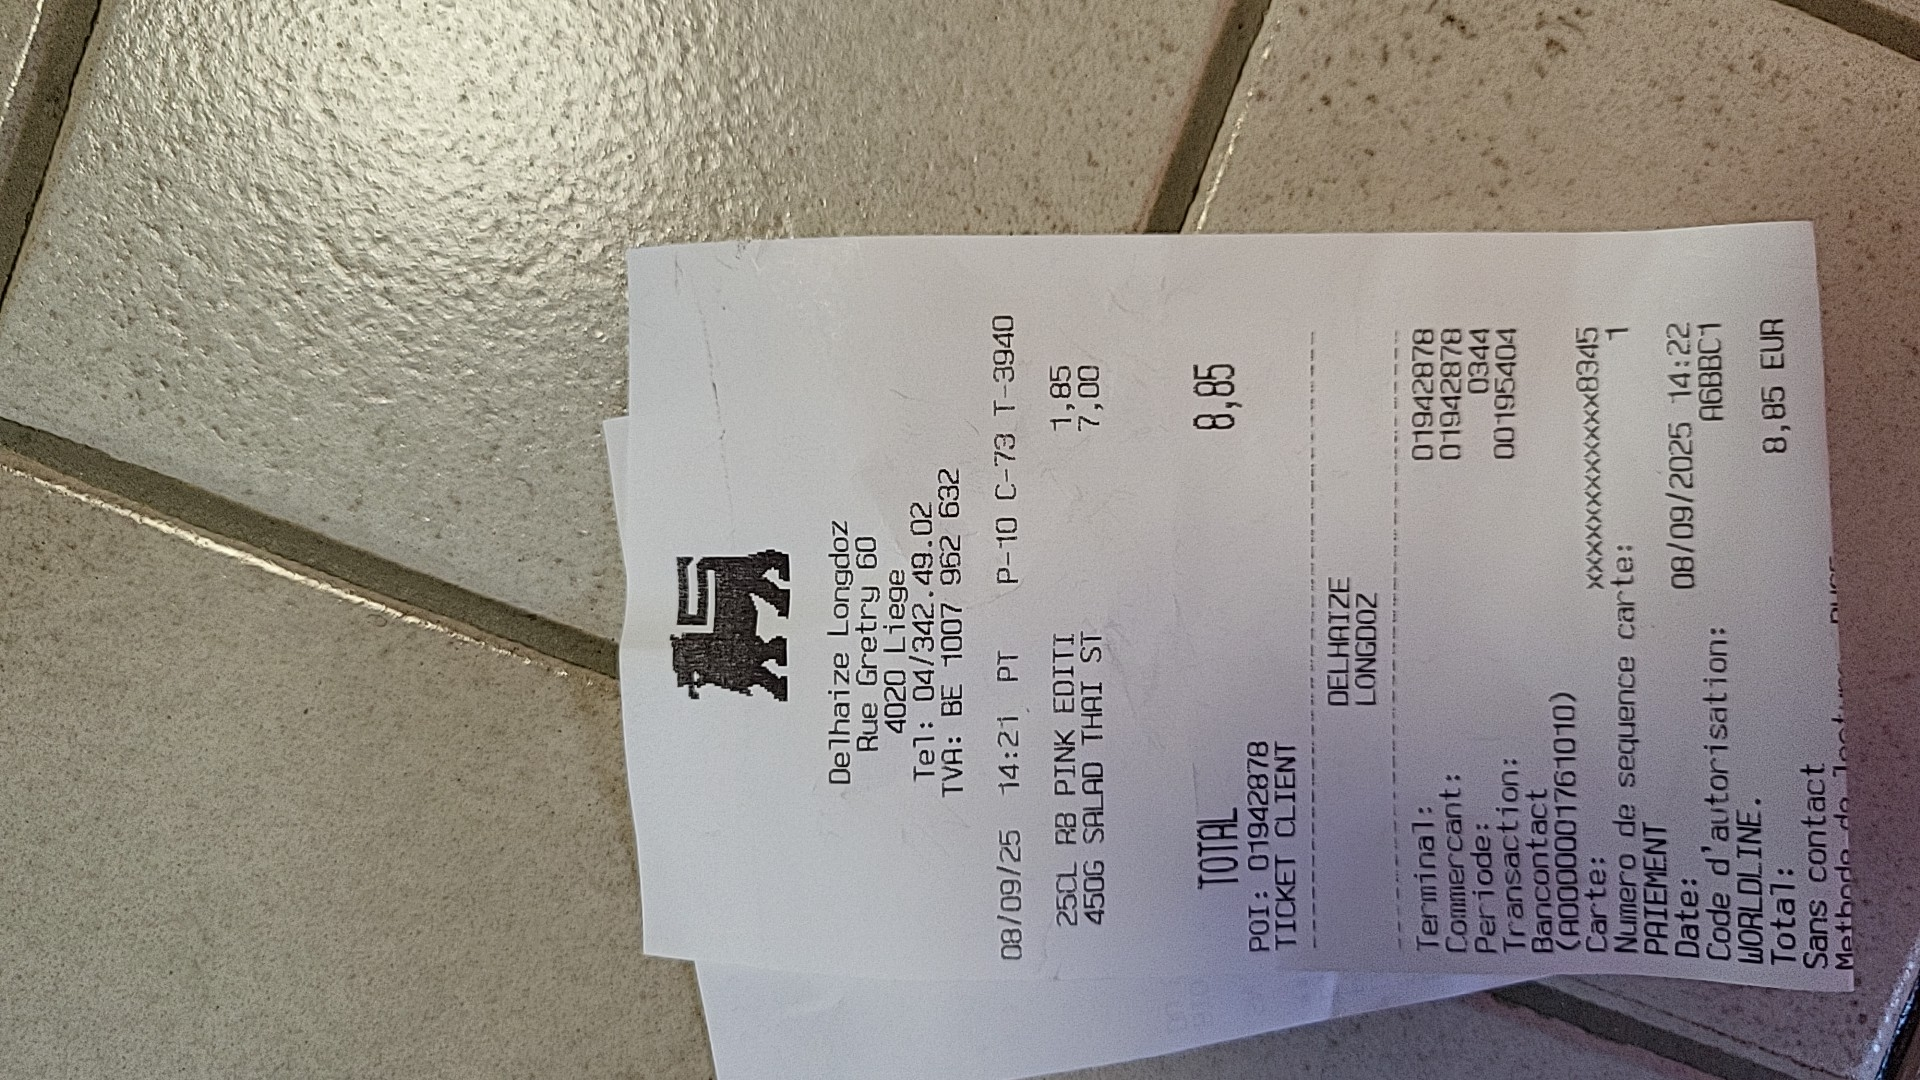 Delhaize Longdoz
Rue Gretry 60
4020 Liege
Tel: 04/342.49.02
TVA: BE 1007 962 632
08/09/25 14:21 PT P-10 C-73 T-3940
25CL RB PINK EDITI 1,85
450G SALAD THAI ST 7,00
TOTAL 8,85
POI: 01942878
TICKET CLIENT
DELHAIZE
LONGDOZ
Terminal: 01942878
Commercant: 01942878
Periode: 0344
Transaction: 00195404
Bancontact
(A0000001761010)
Carte: xxxxxxxxxxxxx8345
Numero de sequence carte: 1
PAIEMENT
Date: 08/09/2025 14:22
Code d'autorisation: A6BBC1
WORLDLINE.
Total: 8,85 EUR
Sans contact
Methode de